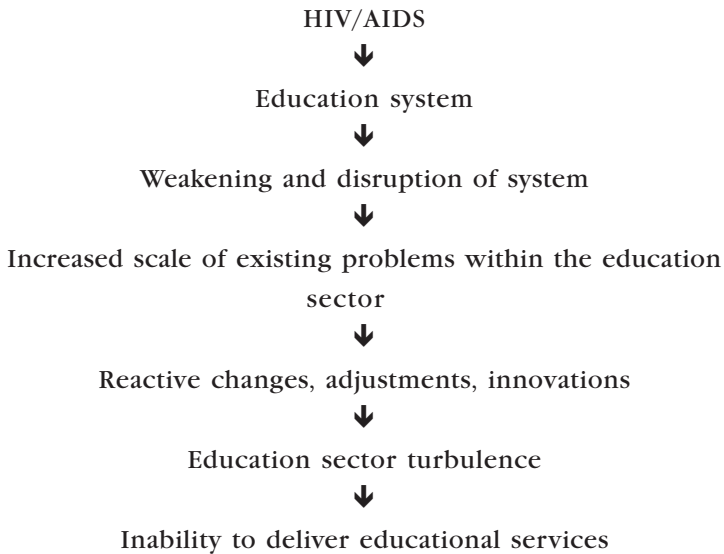 HIV/AIDS
↓
Education system
↓
Weakening and disruption of system
↓
Increased scale of existing problems within the education
sector
↓
Reactive changes, adjustments, innovations
↓
Education sector turbulence
↓
Inability to deliver educational services